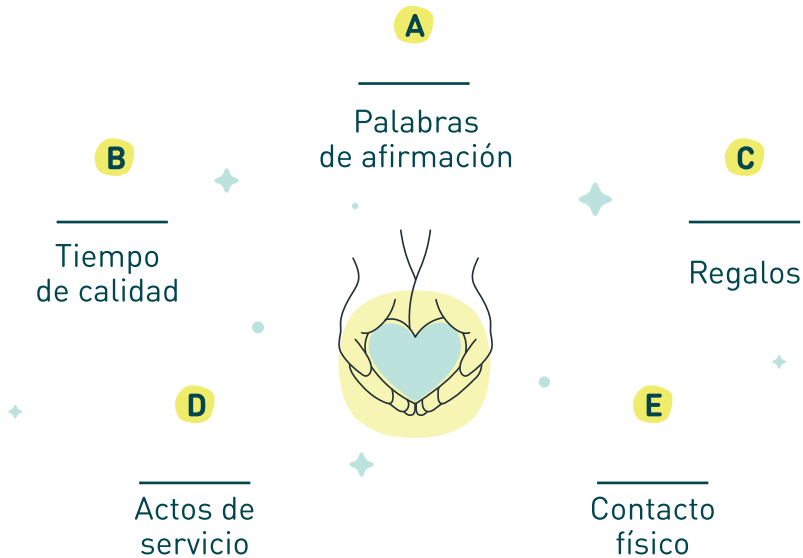 A
Palabras
de afirmación
B
Tiempo
de calidad
C
Regalos
D
Actos de
servicio
E
Contacto
físico